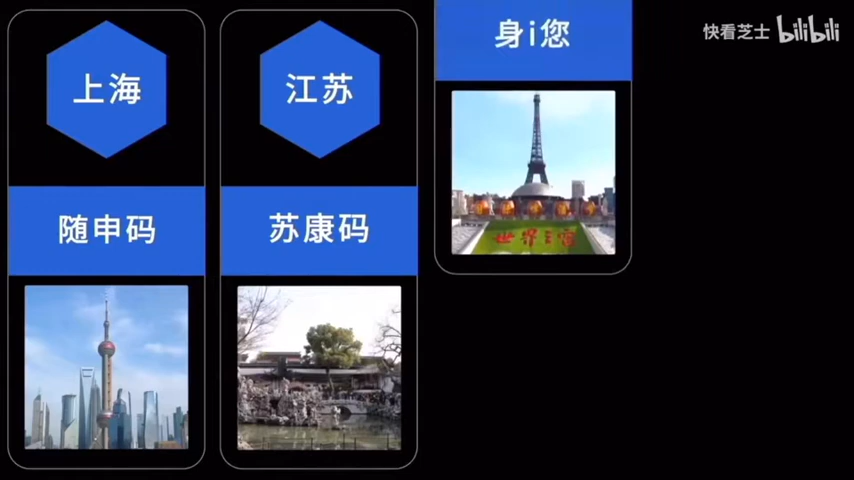 上海
随申码
江苏
苏康码
身i您
世界之窗
快看芝士 bilibili